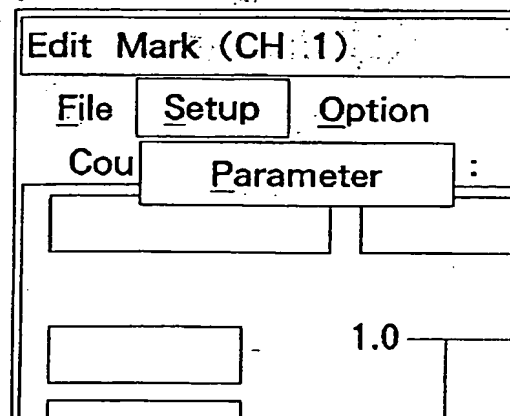 Edit Mark (CH 1)
File Setup Option
Cou :
Parameter
1.0